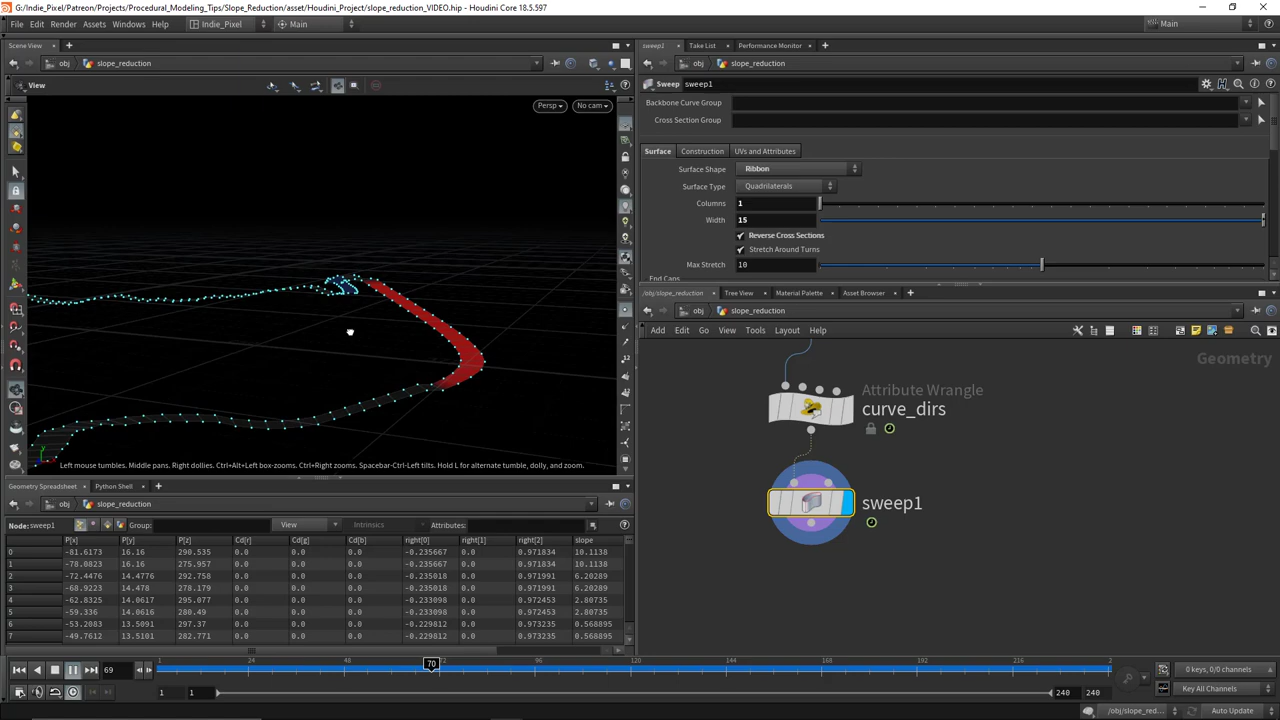 G:/Indie_Pixel/Patreon/Projects/Procedural_Modeling_Tips/Slope_Reduction/asset/Houdini_Project/slope_reduction_VIDEO.hip - Houdini Core 18.5.597
File Edit Render Assets Windows Help Indie_Pixel Main Main
Scene View
obj slope_reduction
View
Persp No cam
Left mouse tumbles. Middle pans. Right dollies. Ctrl+Alt+Left box-zooms. Ctrl+Right zooms. Spacebar-Ctrl-Left tilts. Hold L for alternate tumble, dolly, and zoom.
sweep1 Take List Performance Monitor
obj slope_reduction
Sweep sweep1
Backbone Curve Group
Cross Section Group
Surface Construction UVs and Attributes
Surface Shape Ribbon
Surface Type Quadrilaterals
Columns 1
Width 15
Reverse Cross Sections
Stretch Around Turns
Max Stretch 10
End Caps
/obj/slope_reduction Tree View Material Palette Asset Browser
obj slope_reduction
Add Edit Go View Tools Layout Help
Geometry
Attribute Wrangle
curve_dirs
sweep1
Geometry Spreadsheet Python Shell
obj slope_reduction
Node: sweep1 Group: View Intrinsics Attributes:
P[x] P[y] P[z] Cd[r] Cd[g] Cd[b] right[0] right[1] right[2] slope
0 -81.6173 16.16 290.535 0.0 0.0 0.0 -0.235667 0.0 0.971834 10.1138
1 -78.0823 16.16 275.957 0.0 0.0 0.0 -0.235667 0.0 0.971834 10.1138
2 -72.4476 14.4776 292.758 0.0 0.0 0.0 -0.235018 0.0 0.971991 6.20289
3 -68.9223 14.478 278.179 0.0 0.0 0.0 -0.235018 0.0 0.971991 6.20289
4 -62.8325 14.0617 295.077 0.0 0.0 0.0 -0.233098 0.0 0.972453 2.80735
5 -59.336 14.0616 280.49 0.0 0.0 0.0 -0.233098 0.0 0.972453 2.80735
6 -53.2083 13.5091 297.37 0.0 0.0 0.0 -0.229812 0.0 0.973235 0.568895
7 -49.7612 13.5101 282.771 0.0 0.0 0.0 -0.229812 0.0 0.973235 0.568895
69 1 24 48 70 72 96 120 144 168 192 216 2
0 keys, 0/0 channels
1 1 240 240
Key All Channels
/obj/slope_red... Auto Update